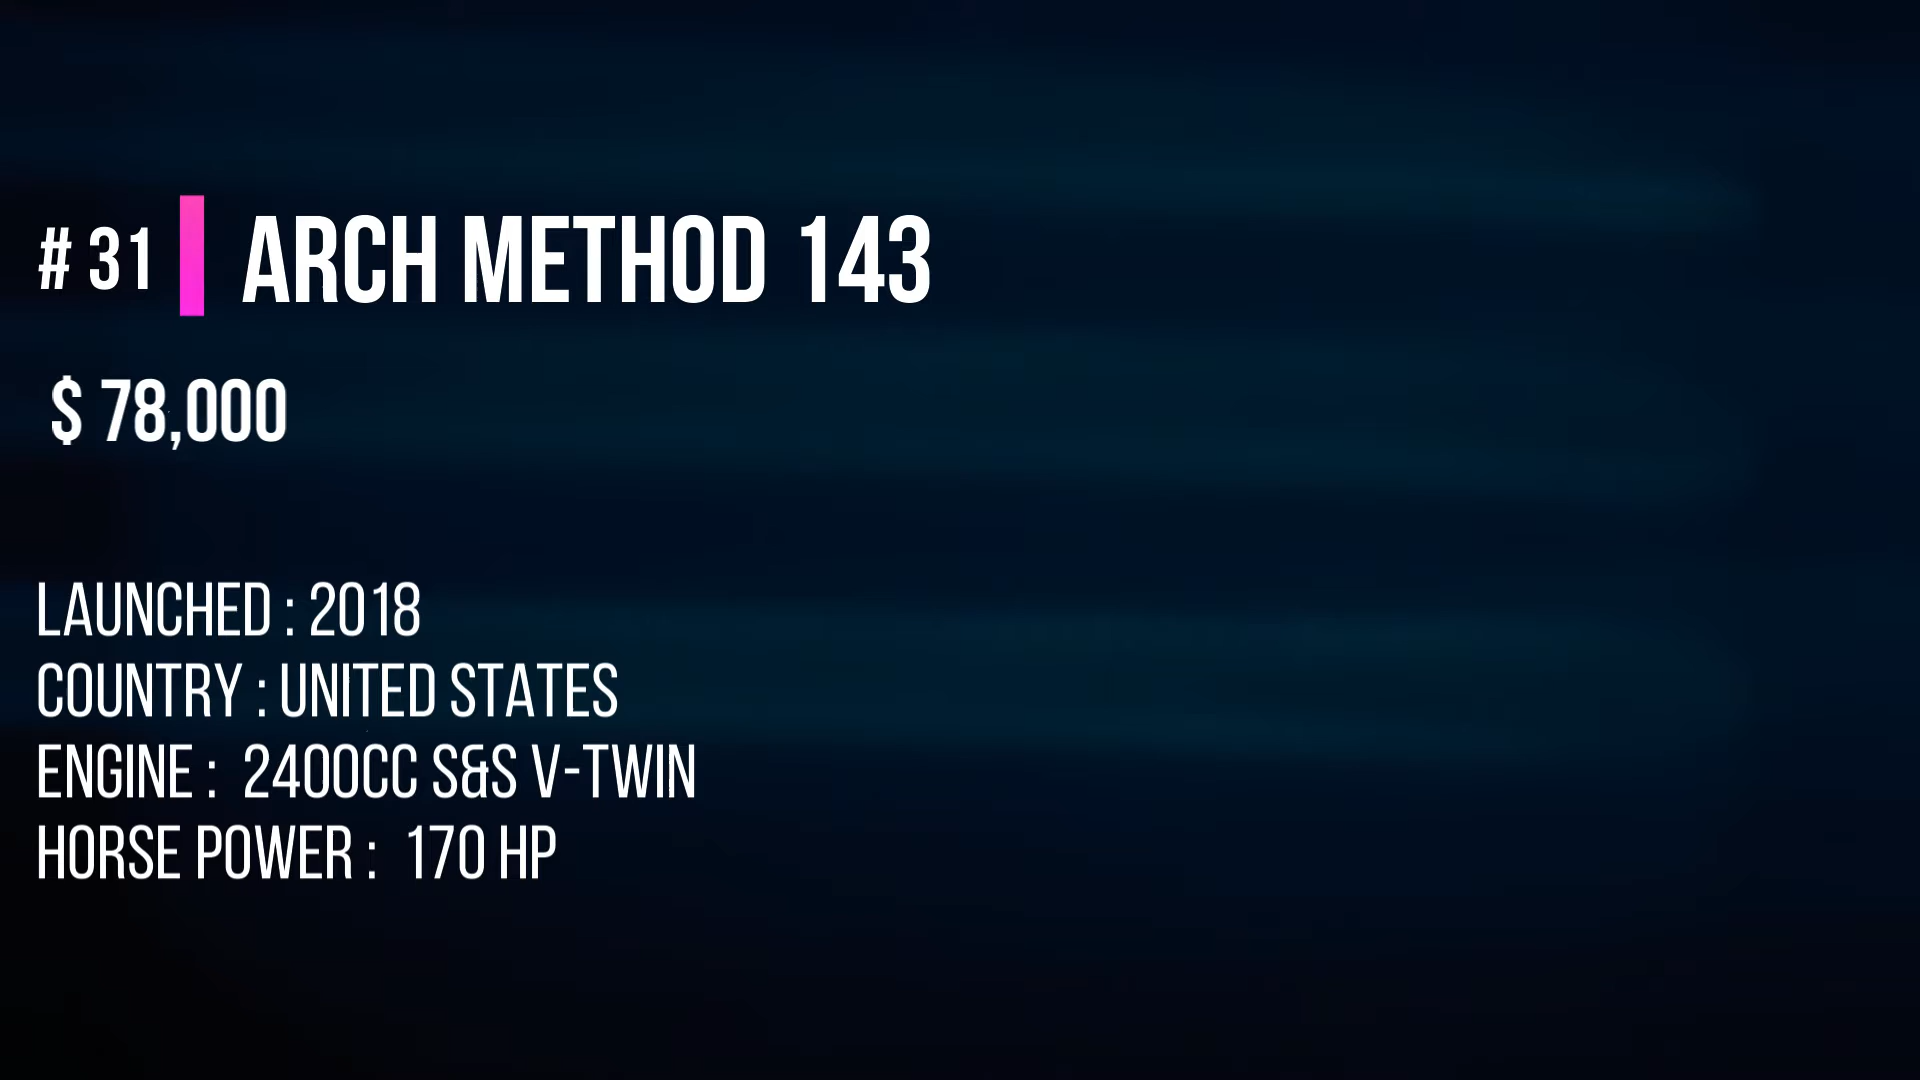 # 31 ARCH METHOD 143
$ 78,000
LAUNCHED : 2018
COUNTRY : UNITED STATES
ENGINE : 2400CC S&S V-TWIN
HORSE POWER : 170 HP